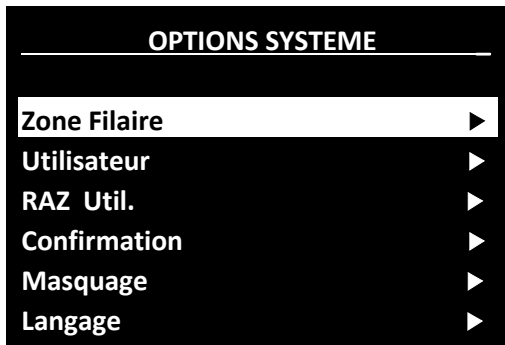 OPTIONS SYSTEME
Zone Filaire
Utilisateur
RAZ Util.
Confirmation
Masquage
Langage